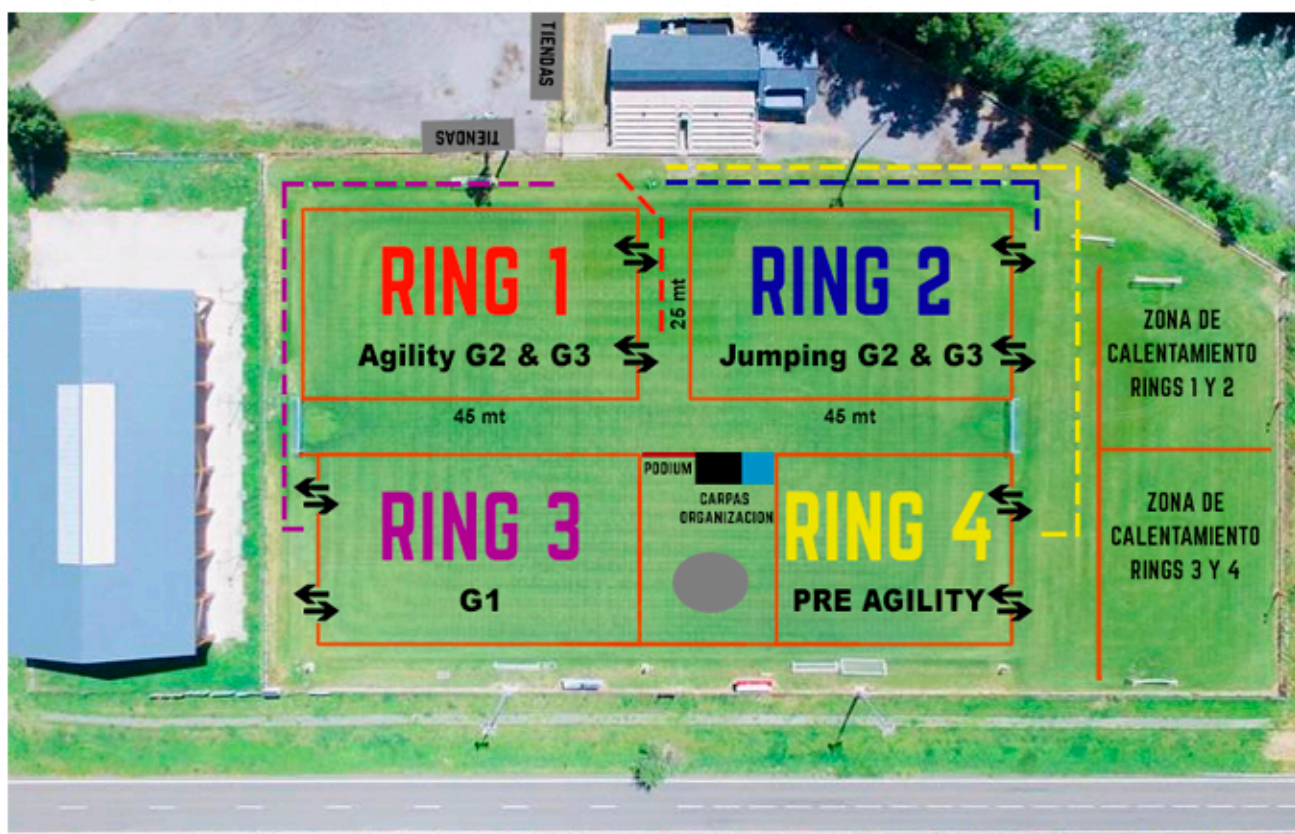 TIENDAS
TIENDAS
RING 1
Agility G2 & G3
25 mt
45 mt
RING 2
Jumping G2 & G3
45 mt
ZONA DE
CALENTAMIENTO
RINGS 1 Y 2
RING 3
G1
PODIUM
CARPAS
ORGANIZACION
RING 4
PRE AGILITY
ZONA DE
CALENTAMIENTO
RINGS 3 Y 4